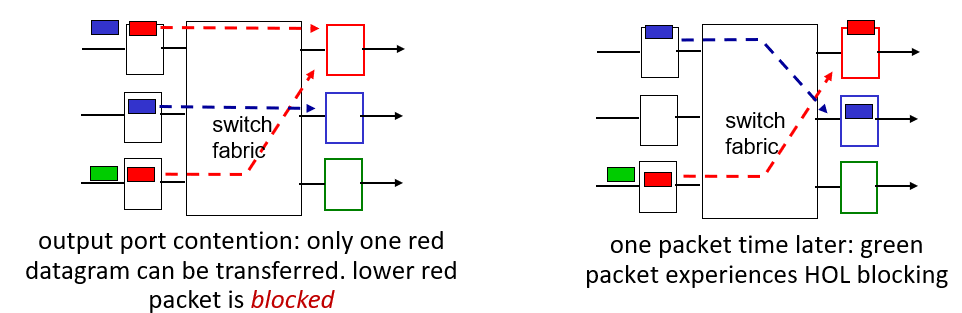 switch
fabric
output port contention: only one red
datagram can be transferred. lower red
packet is blocked
switch
fabric
one packet time later: green
packet experiences HOL blocking